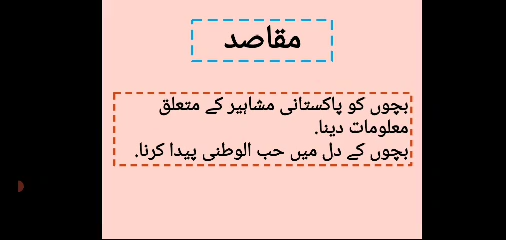 مقاصد
بچوں کو پاکستانی مشاہیر کے متعلق
معلومات دینا.
بچوں کے دل میں حب الوطنی پیدا کرنا.